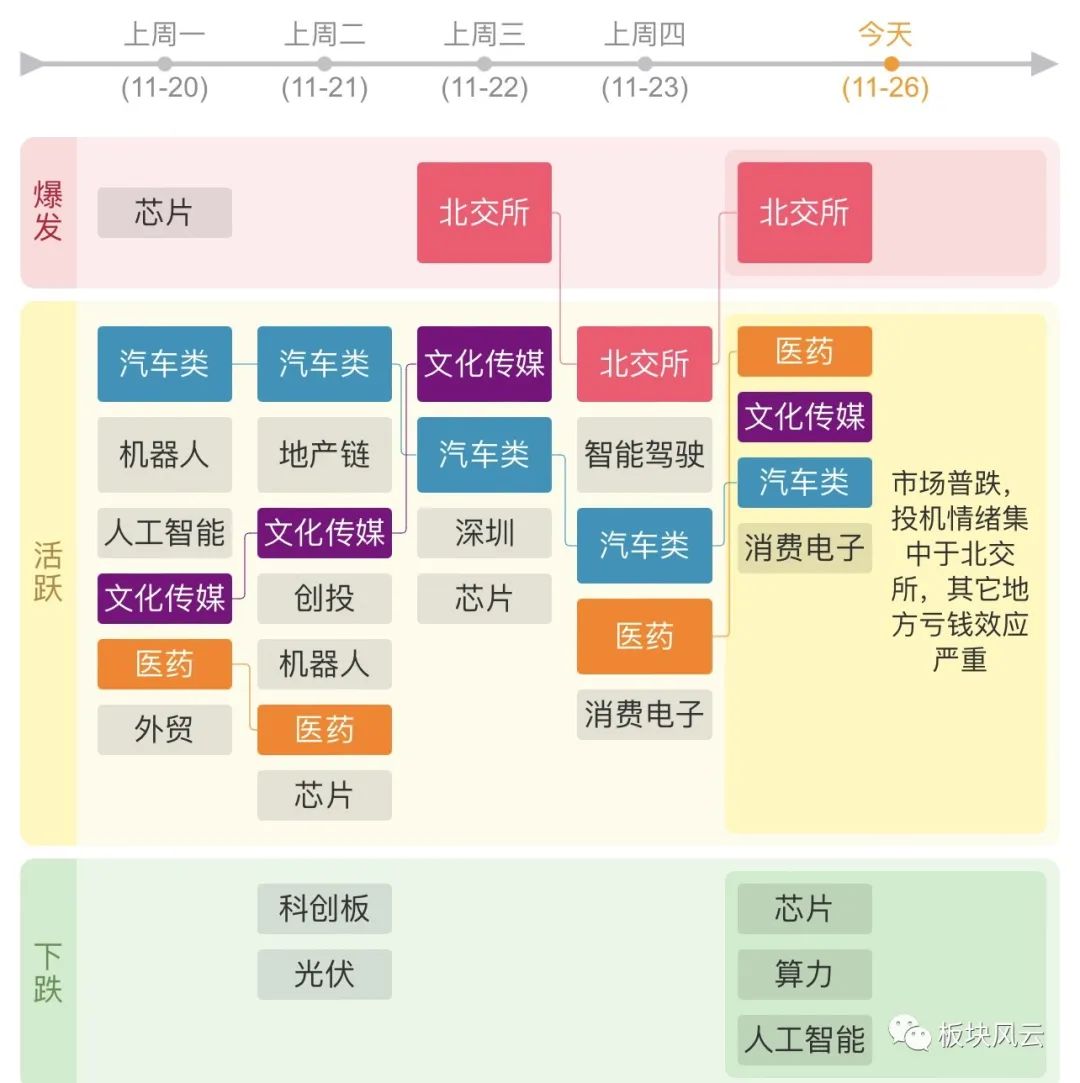 上周一
上周二
上周三
上周四
今天
(11-20)
(11-21)
(11-22)
(11-23)
(11-26)
爆
发
芯片
北交所
北交所
活
跃
汽车类
机器人
人工智能
文化传媒
医药
外贸
汽车类
地产链
文化传媒
创投
机器人
医药
芯片
文化传媒
汽车类
深圳
芯片
北交所
智能驾驶
汽车类
医药
消费电子
医药
文化传媒
汽车类
消费电子
市场普跌，
投机情绪集
中于北交
所，其它地
方亏钱效应
严重
下
跌
科创板
光伏
芯片
算力
人工智能
板块风云